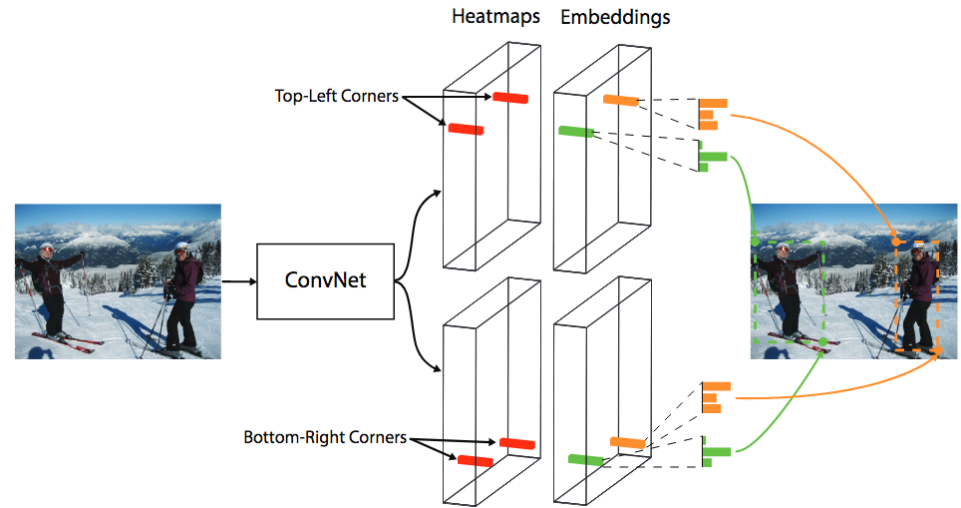 Heatmaps Embeddings
Top-Left Corners
ConvNet
Bottom-Right Corners